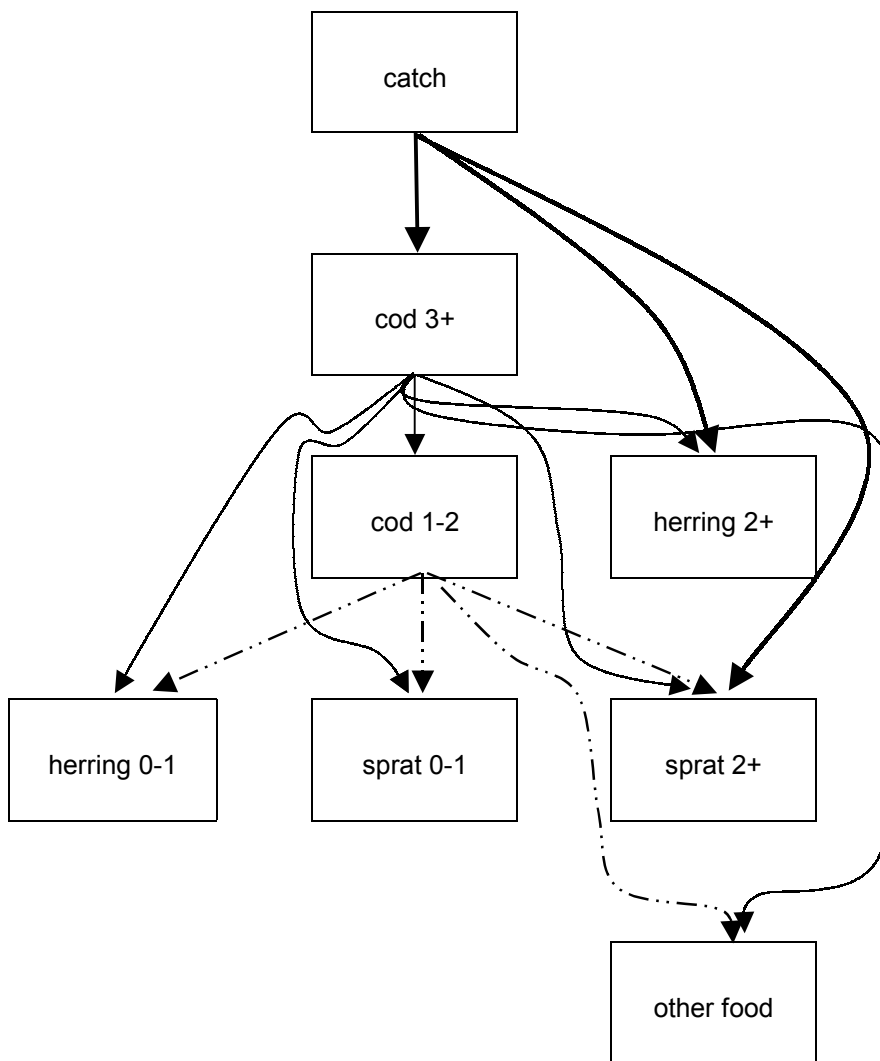 catch
cod 3+
cod 1-2
herring 2+
herring 0-1
sprat 0-1
sprat 2+
other food